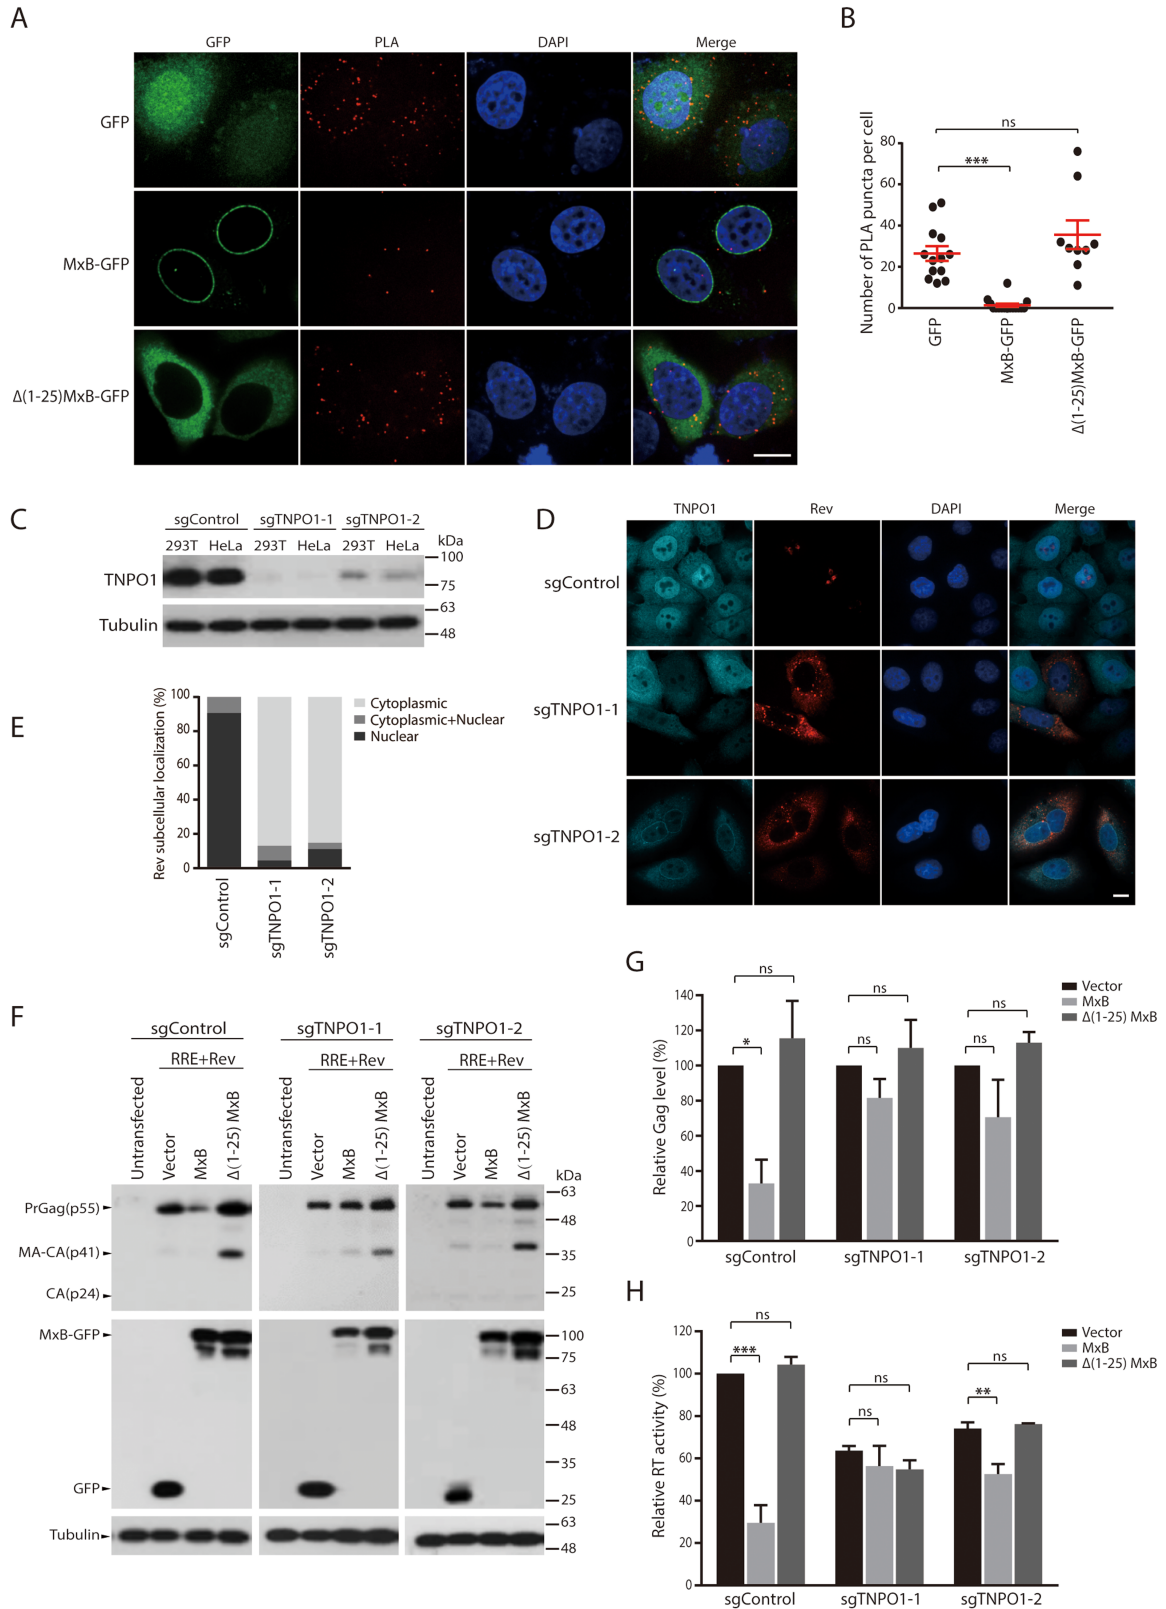 A
GFP PLA DAPI Merge
GFP
MxB-GFP
Δ(1-25)MxB-GFP
B
Number of PLA puncta per cell
80
60
40
20
0
ns
***
GFP
MxB-GFP
Δ(1-25)MxB-GFP
C
sgControl sgTNPO1-1 sgTNPO1-2
293T HeLa 293T HeLa 293T HeLa kDa
TNPO1
100
75
Tubulin
63
48
D
TNPO1 Rev DAPI Merge
sgControl
sgTNPO1-1
sgTNPO1-2
E
Rev subcellular localization (%)
100
80
60
40
20
0
Cytoplasmic
Cytoplasmic+Nuclear
Nuclear
sgControl
sgTNPO1-1
sgTNPO1-2
F
sgControl sgTNPO1-1 sgTNPO1-2
RRE+Rev RRE+Rev RRE+Rev
Untransfected Vector MxB Δ(1-25) MxB Untransfected Vector MxB Δ(1-25) MxB Untransfected Vector MxB Δ(1-25) MxB
kDa
PrGag(p55)
MA-CA(p41)
CA(p24)
63
48
35
25
MxB-GFP
GFP
100
75
63
48
35
25
Tubulin
63
48
G
Relative Gag level (%)
140
120
100
80
60
40
20
0
ns
*
ns
ns
ns
ns
Vector
MxB
Δ(1-25) MxB
sgControl sgTNPO1-1 sgTNPO1-2
H
Relative RT activity (%)
120
100
80
60
40
20
0
ns
***
ns
ns
ns
**
Vector
MxB
Δ(1-25) MxB
sgControl sgTNPO1-1 sgTNPO1-2